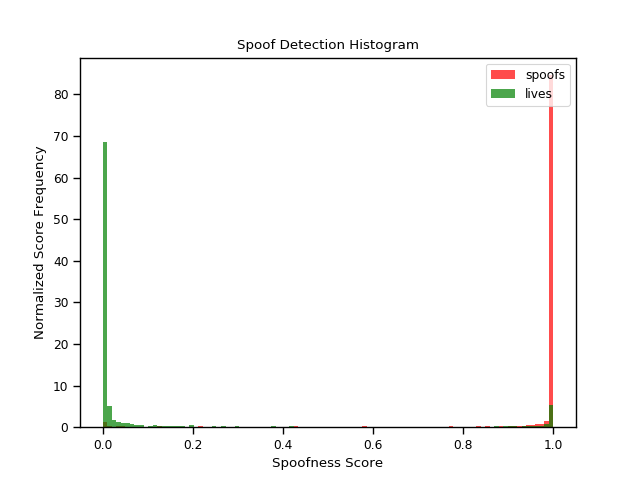 Spoof Detection Histogram
spoofs
lives
Normalized Score Frequency
80
70
60
50
40
30
20
10
0
0.0 0.2 0.4 0.6 0.8 1.0
Spoofness Score